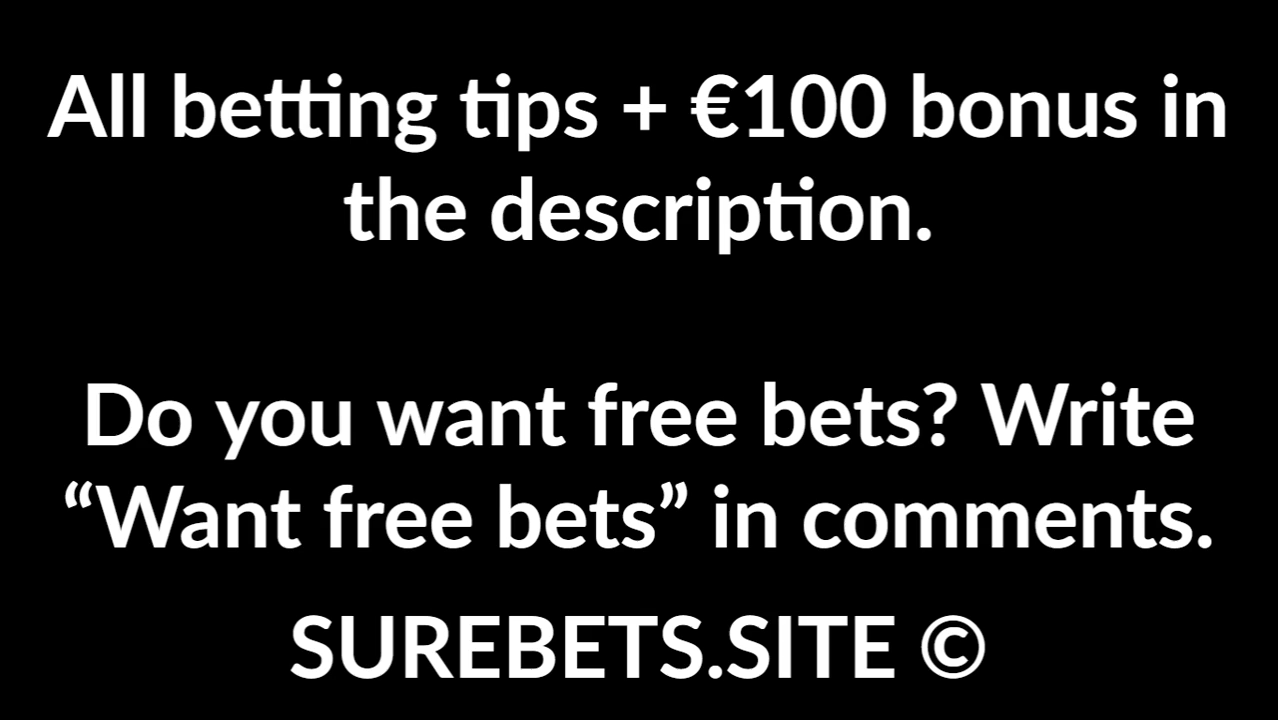 All betting tips + €100 bonus in
the description.
Do you want free bets? Write
“Want free bets” in comments.
SUREBETS.SITE ©